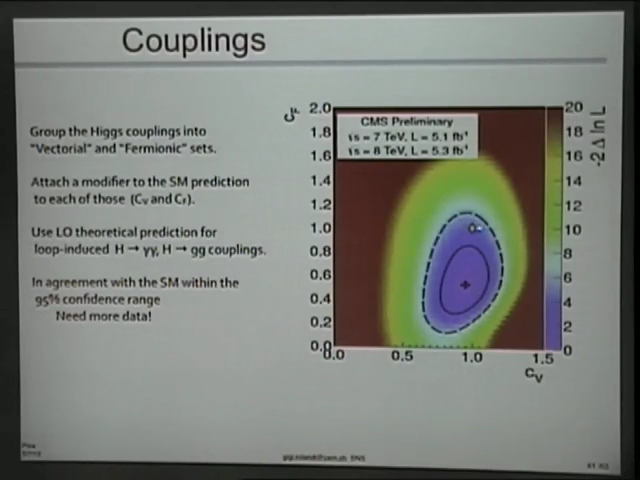 Couplings
Group the Higgs couplings into
"Vectorial" and "Fermionic" sets.
Attach a modifier to the SM prediction
to each of those (CV and CF).
Use LO theoretical prediction for
loop-induced H → γγ, H → gg couplings.
In agreement with the SM within the
95% confidence range
Need more data!
CF
2.0
1.8
1.6
1.4
1.2
1.0
0.8
0.6
0.4
0.2
0.0
CMS Preliminary
√s = 7 TeV, L = 5.1 fb⁻¹
√s = 8 TeV, L = 5.3 fb⁻¹
0.0 0.5 1.0 1.5
CV
20
18
16
14
12
10
8
6
4
2
0
-2 Δ ln L